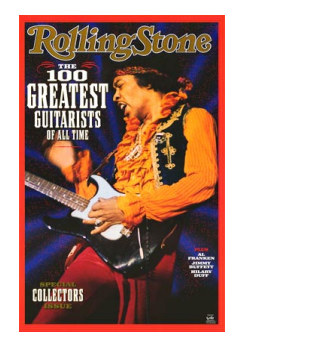 Rolling Stone
THE
100
GREATEST
GUITARISTS
OF ALL TIME
SPECIAL
COLLECTORS
ISSUE
PLUS
AL
FRANKEN
JIMMY
BUFFETT
HILARY
DUFF